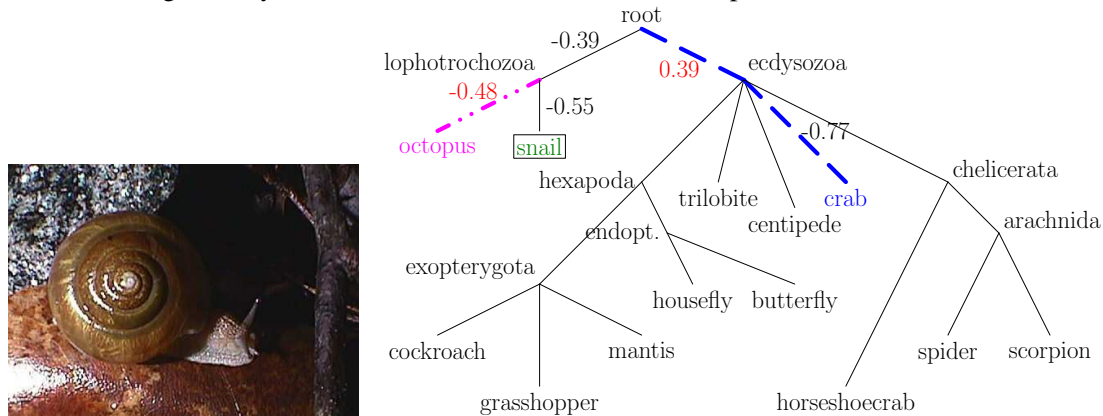 root
-0.39
lophotrochozoa
0.39
ecdysozoa
-0.48
-0.55
-0.77
octopus
snail
hexapoda
trilobite
centipede
crab
chelicerata
arachnida
endopt.
exopterygota
housefly
butterfly
cockroach
mantis
spider
scorpion
grasshopper
horseshoecrab